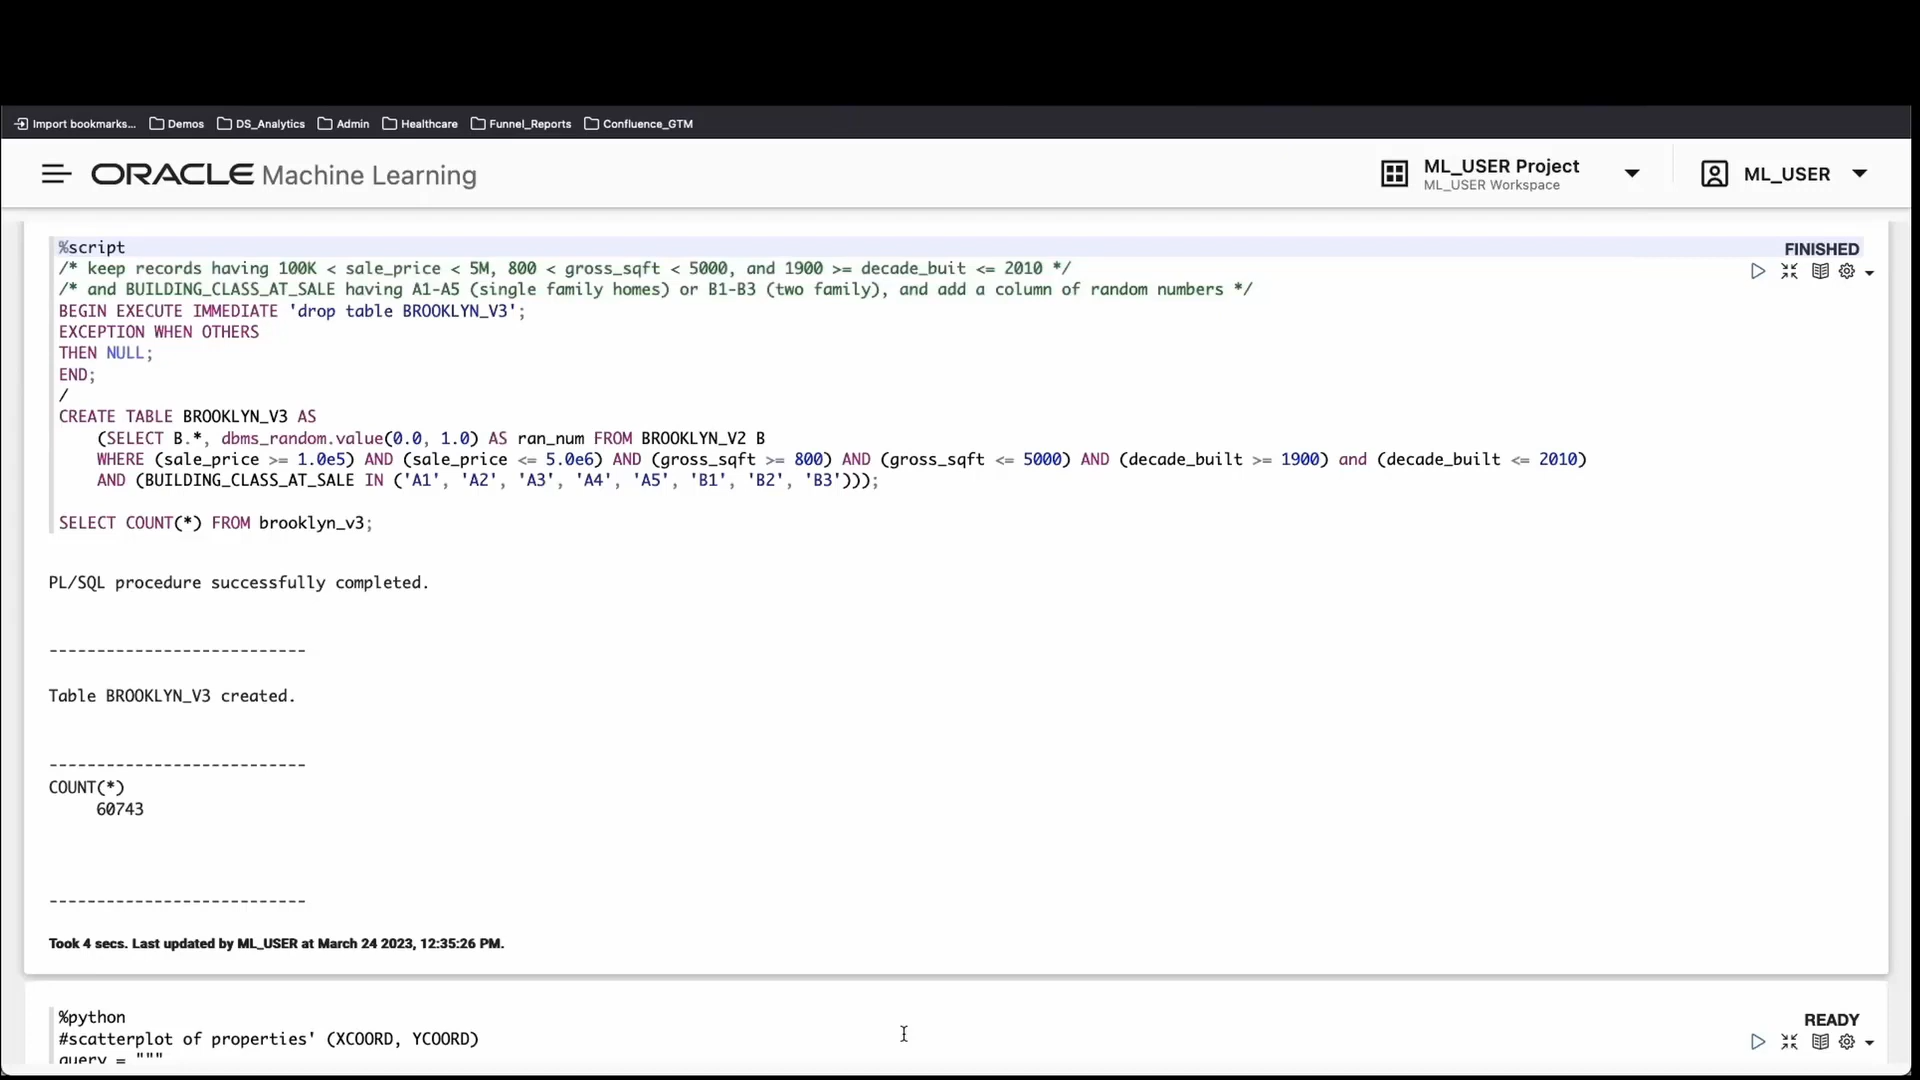 Import bookmarks... Demos DS_Analytics Admin Healthcare Funnel_Reports Confluence_GTM
ORACLE Machine Learning
ML_USER Project
ML_USER Workspace
ML_USER
%script
FINISHED
/* keep records having 100K < sale_price < 5M, 800 < gross_sqft < 5000, and 1900 >= decade_buit <= 2010 */
/* and BUILDING_CLASS_AT_SALE having A1-A5 (single family homes) or B1-B3 (two family), and add a column of random numbers */
BEGIN EXECUTE IMMEDIATE 'drop table BROOKLYN_V3';
EXCEPTION WHEN OTHERS
THEN NULL;
END;
/
CREATE TABLE BROOKLYN_V3 AS
(SELECT B.*, dbms_random.value(0.0, 1.0) AS ran_num FROM BROOKLYN_V2 B
WHERE (sale_price >= 1.0e5) AND (sale_price <= 5.0e6) AND (gross_sqft >= 800) AND (gross_sqft <= 5000) AND (decade_built >= 1900) and (decade_built <= 2010)
AND (BUILDING_CLASS_AT_SALE IN ('A1', 'A2', 'A3', 'A4', 'A5', 'B1', 'B2', 'B3')));
SELECT COUNT(*) FROM brooklyn_v3;
PL/SQL procedure successfully completed.
---------------------------
Table BROOKLYN_V3 created.
---------------------------
COUNT(*)
60743
---------------------------
Took 4 secs. Last updated by ML_USER at March 24 2023, 12:35:26 PM.
%python
READY
#scatterplot of properties' (XCOORD, YCOORD)
query = """